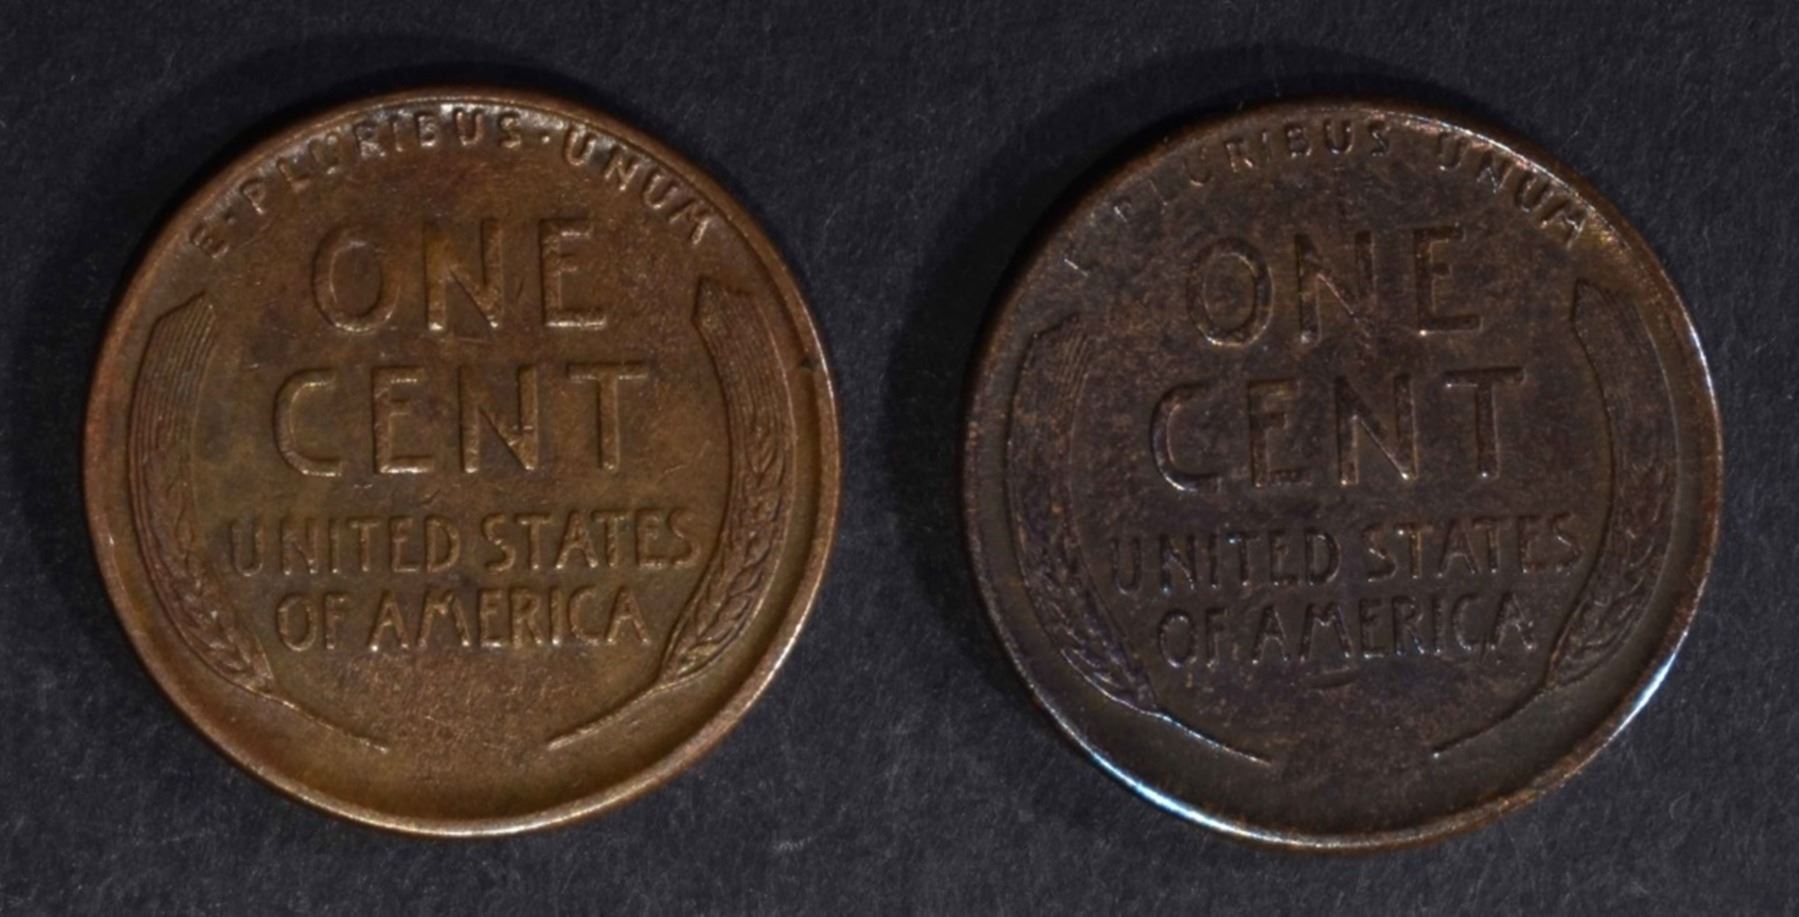 E·PLURIBUS·UNUM
ONE
CENT
UNITED STATES
OF AMERICA
PLURIBUS UNUM
ONE
CENT
UNITED STATES
OF AMERICA